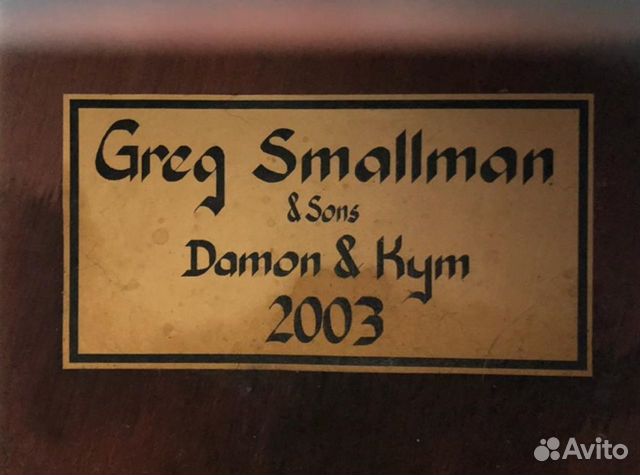 Greg Smallman
& Sons
Damon & Kym
2003
Avito